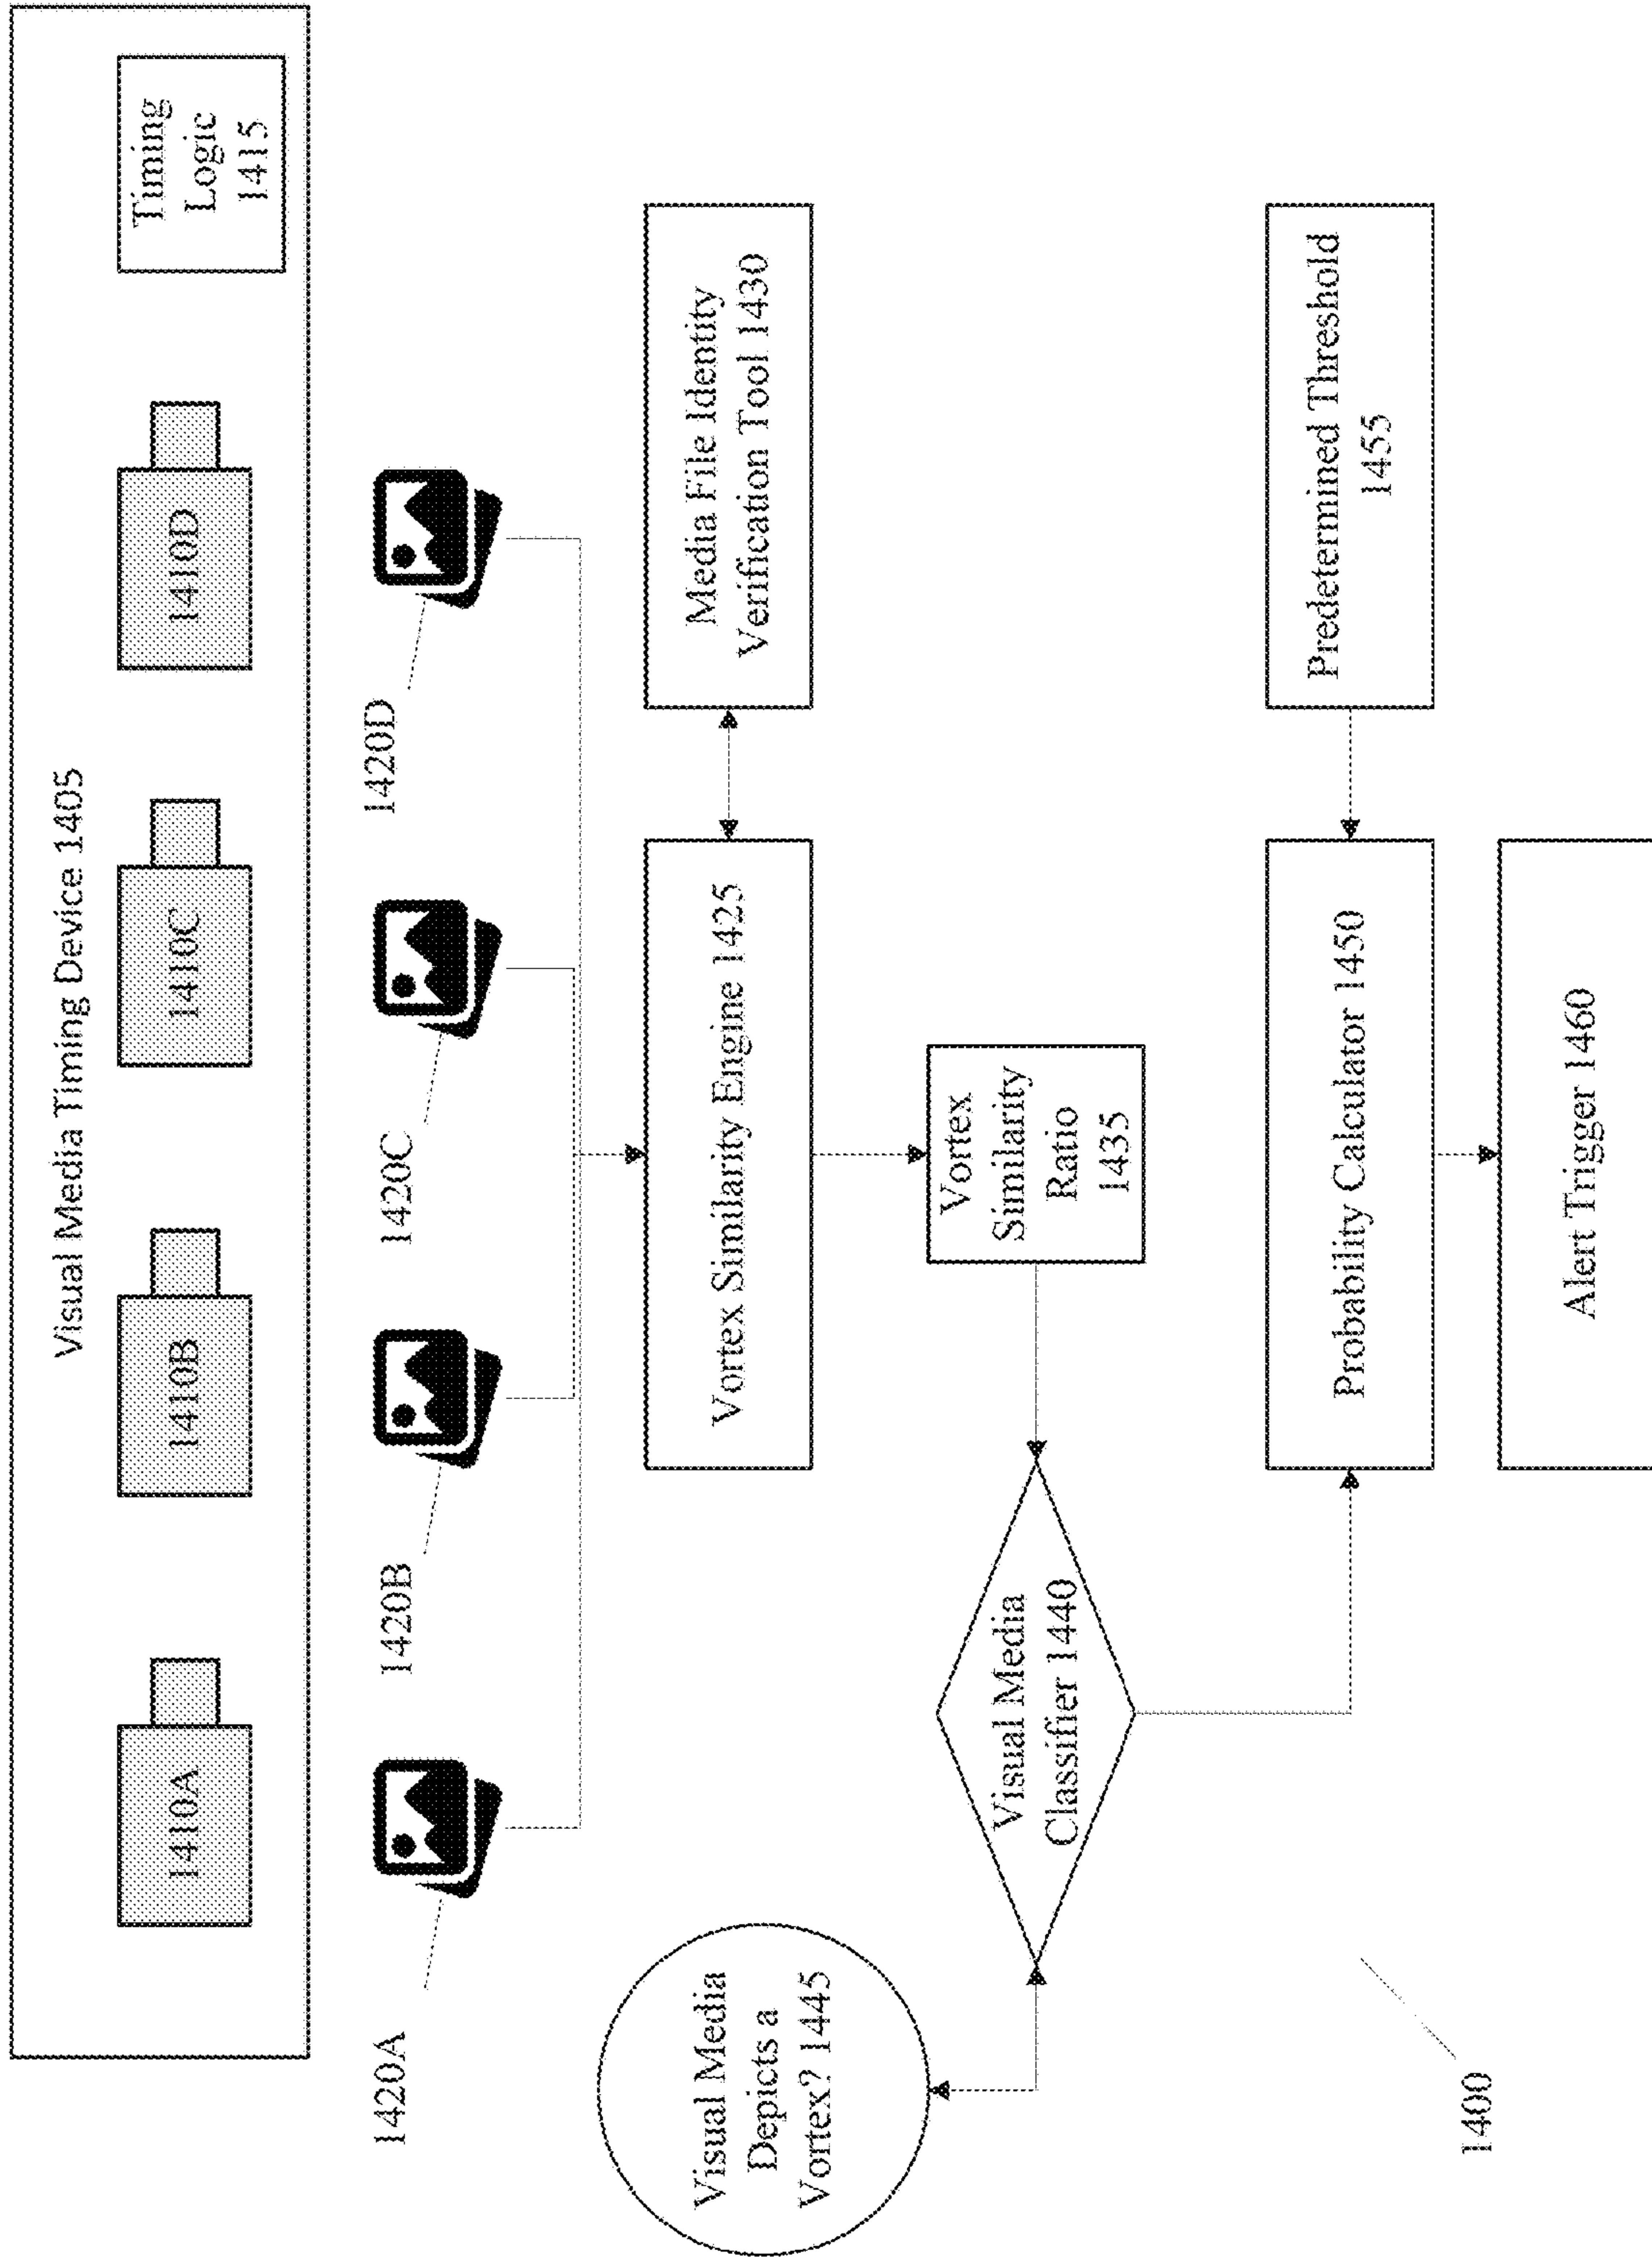 Visual Media Timing Device 1405
1410A
1410B
1410C
1410D
Timing
Logic
1415
1420A
1420B
1420C
1420D
Visual Media
Depicts a
Vortex? 1445
Vortex Similarity Engine 1425
Media File Identity
Verification Tool 1430
Visual Media
Classifier 1440
Vortex
Similarity
Ratio
1435
Probability Calculator 1450
Predetermined Threshold
1455
Alert Trigger 1460
1400